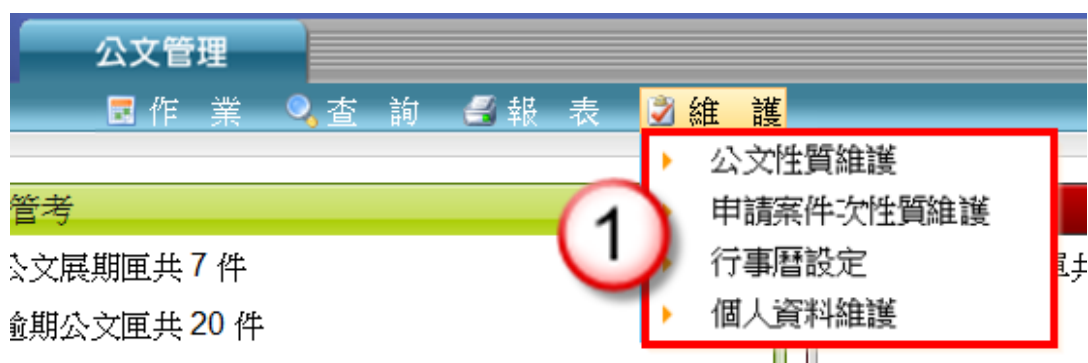 公文管理
作 業 查 詢 報 表 維 護
公文性質維護
管考
1
申請案件次性質維護
公文展期匣共 7 件
行事曆設定
匣共
逾期公文匣共 20 件
個人資料維護